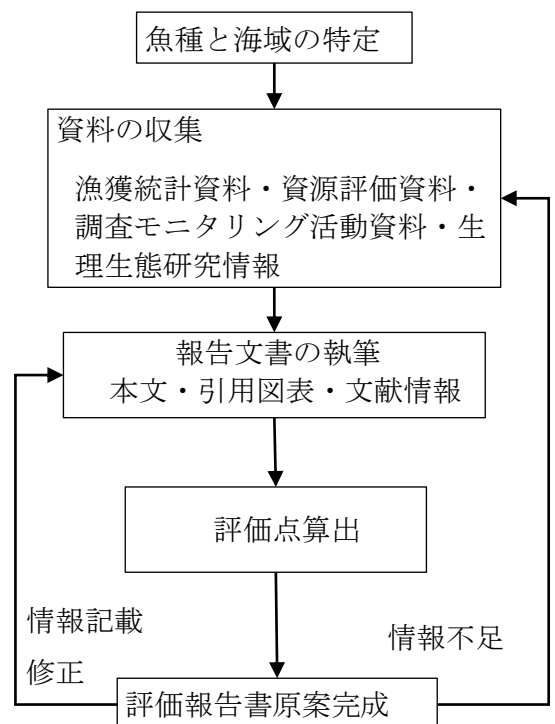 魚種と海域の特定
資料の収集
漁獲統計資料・資源評価資料・
調査モニタリング活動資料・生
理生態研究情報
報告文書の執筆
本文・引用図表・文献情報
評価点算出
情報記載
修正
情報不足
評価報告書原案完成